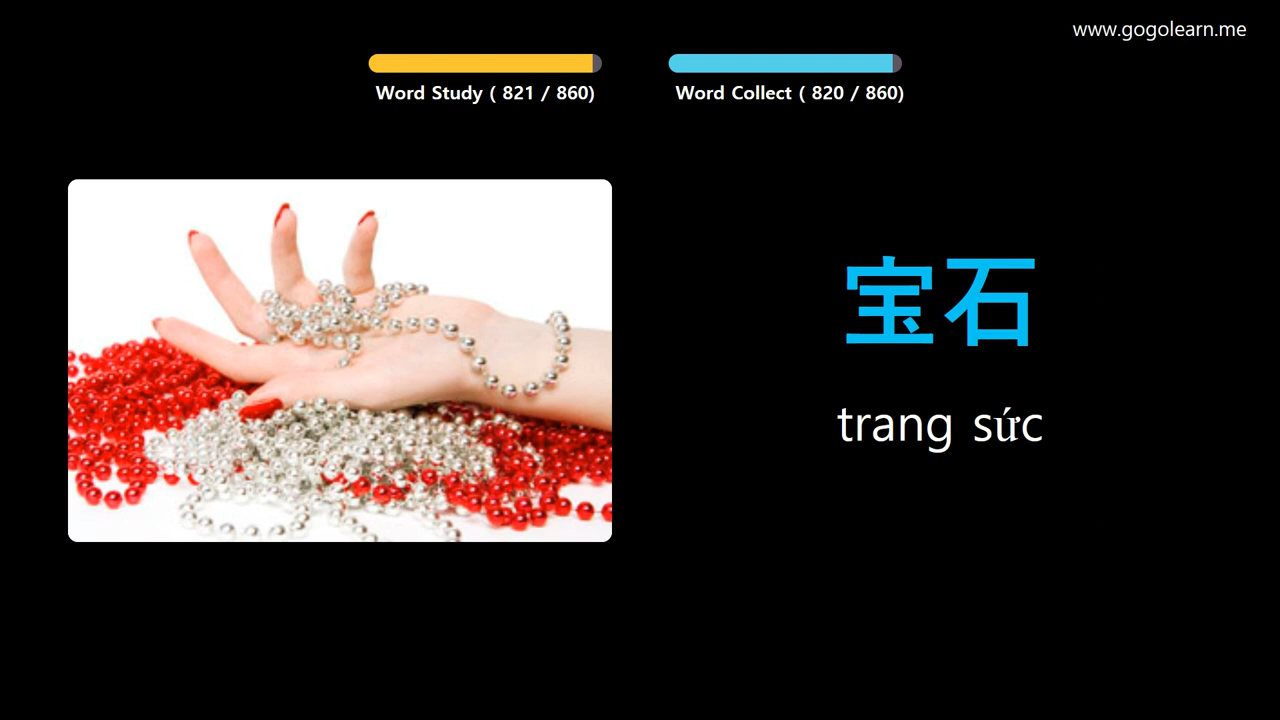 www.gogolearn.me
Word Study ( 821 / 860)
Word Collect ( 820 / 860)
宝石
trang sức